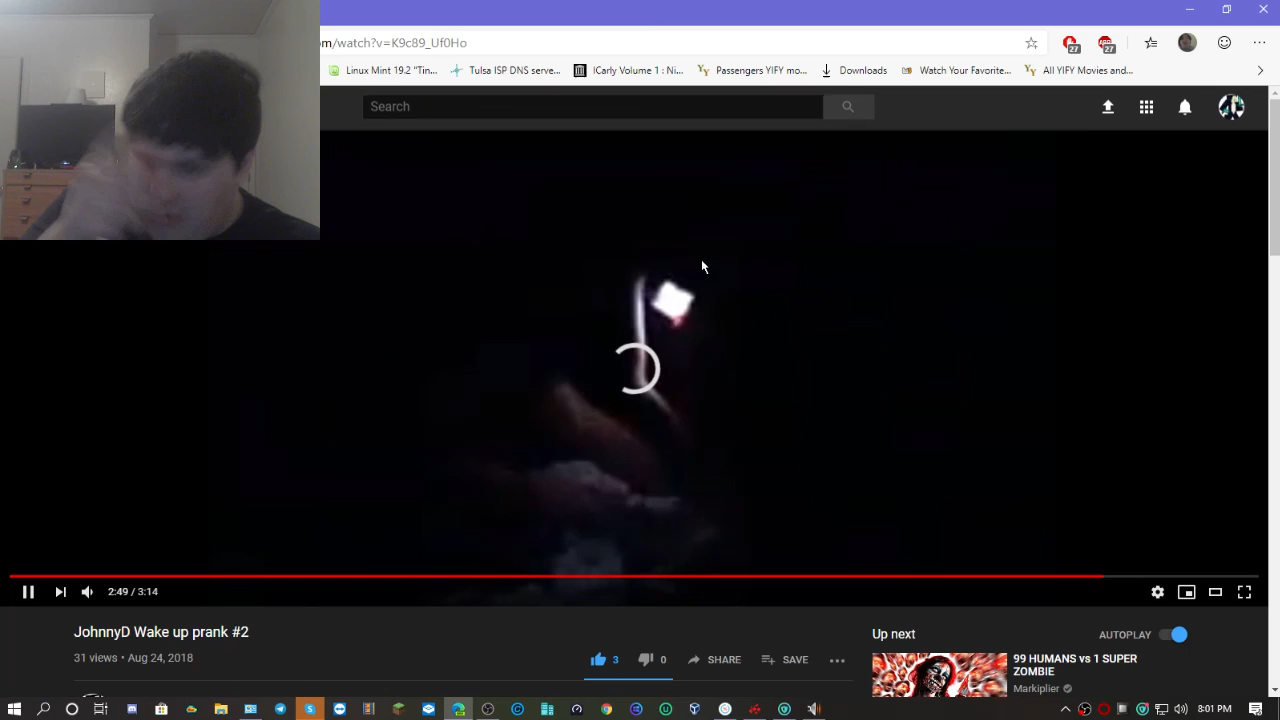 om/watch?v=K9c89_Uf0Ho
27
27
Linux Mint 19.2 "Tin...
Tulsa ISP DNS serve...
ICarly Volume 1 : Ni...
Passengers YIFY mo...
Downloads
Watch Your Favorite...
All YIFY Movies and...
Search
2:49 / 3:14
JohnnyD Wake up prank #2
31 views • Aug 24, 2018
3
0
SHARE
SAVE
Up next
AUTOPLAY
99 HUMANS vs 1 SUPER
ZOMBIE
Markiplier
8:01 PM